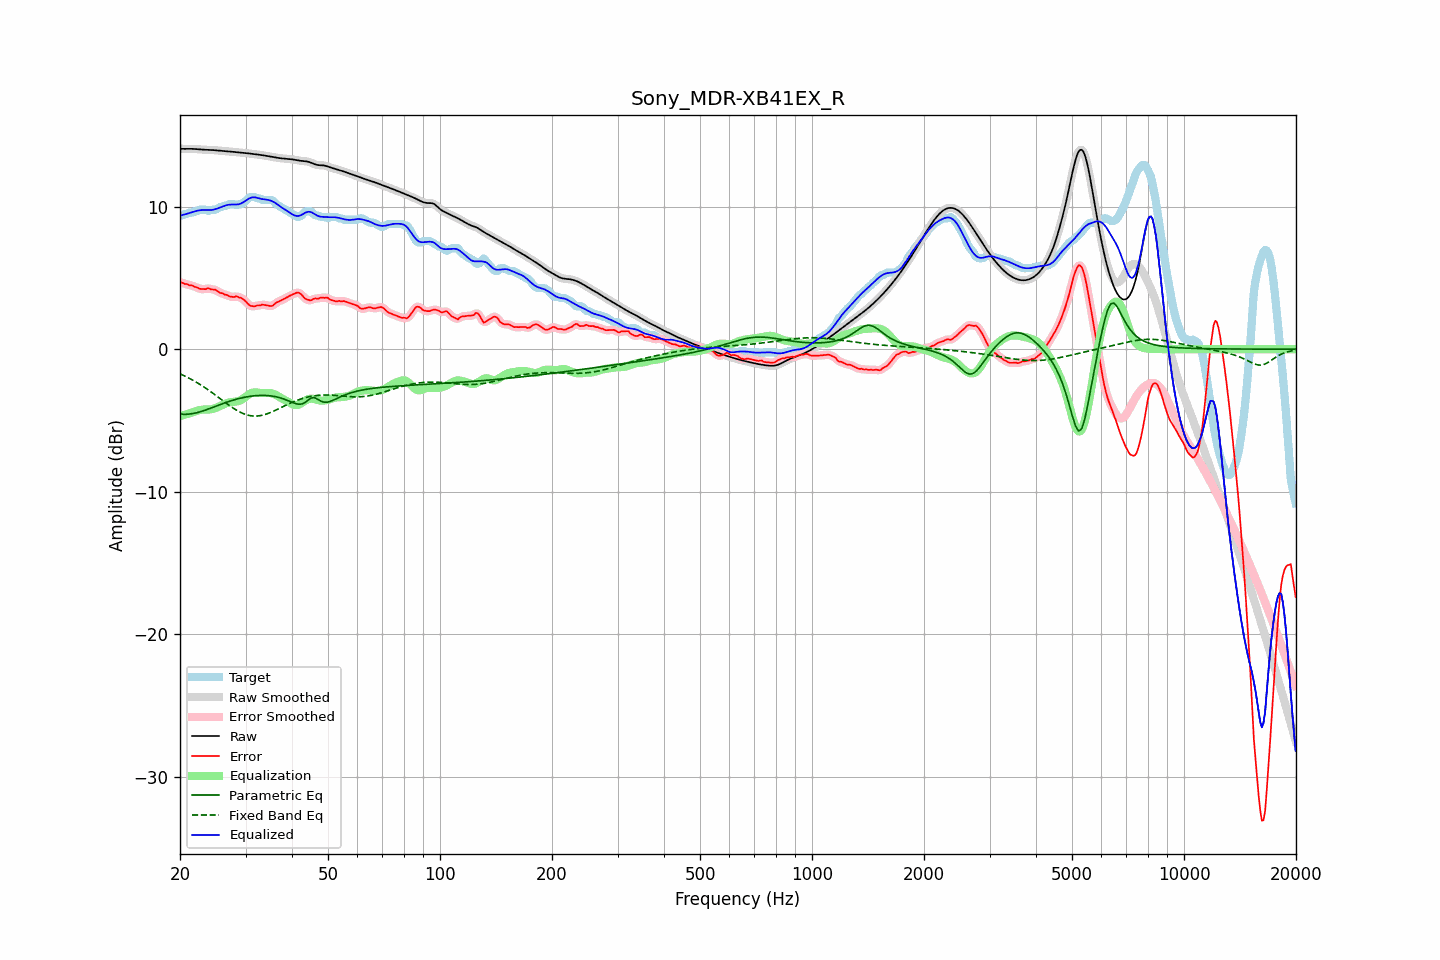 Sony_MDR-XB41EX_R
Amplitude (dBr)
10
0
−10
−20
−30
Target
Raw Smoothed
Error Smoothed
Raw
Error
Equalization
Parametric Eq
Fixed Band Eq
Equalized
20 50 100 200 500 1000 2000 5000 10000 20000
Frequency (Hz)